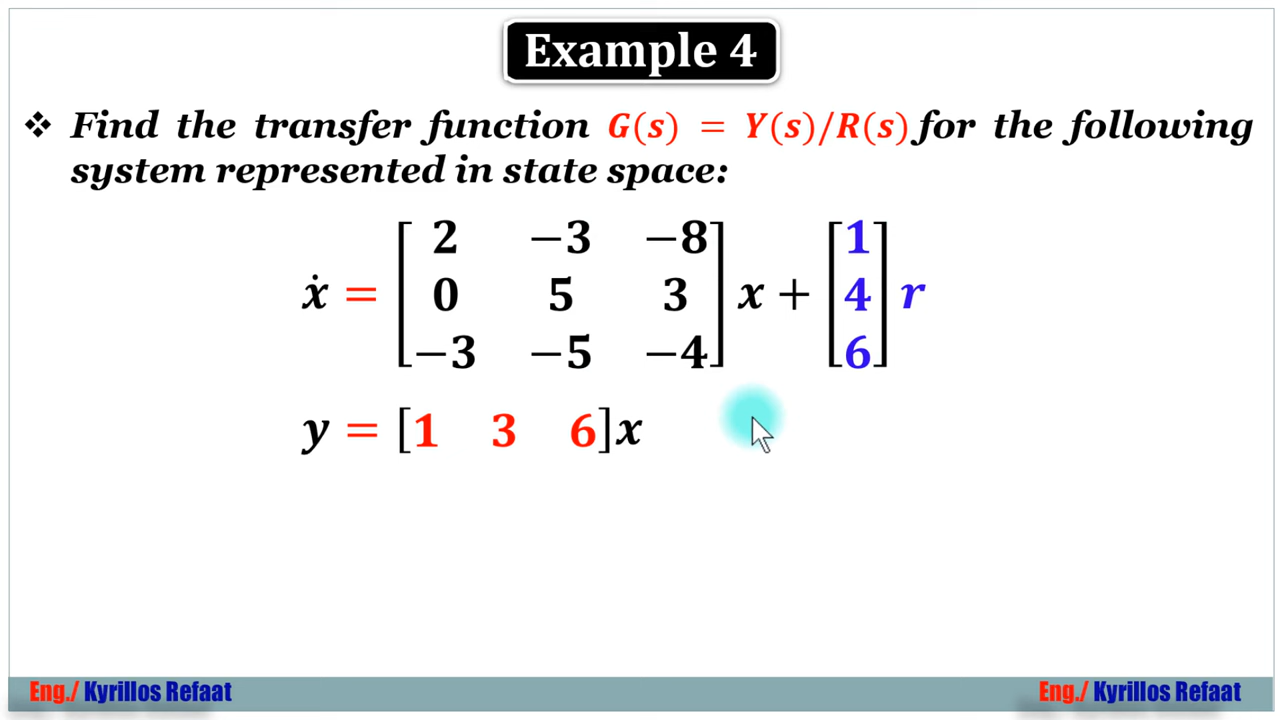 Example 4
❖ Find the transfer function G(s) = Y(s)/R(s) for the following
system represented in state space:
ẋ = [2 −3 −8; 0 5 3; −3 −5 −4] x + [1; 4; 6] r
y = [1 3 6] x
Eng./ Kyrillos Refaat
Eng./ Kyrillos Refaat